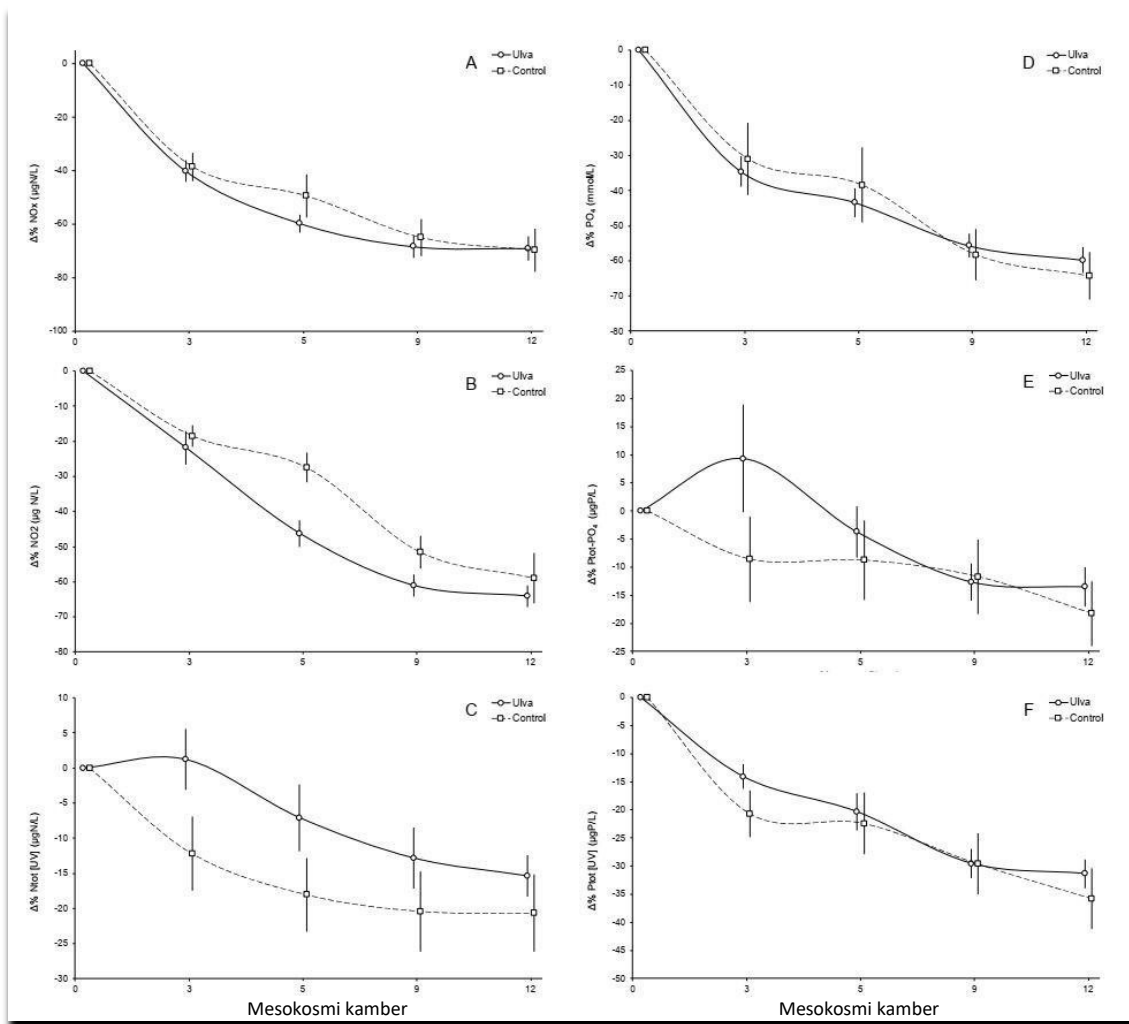 A
Ulva
Control
Δ% NOx (µgN/L)
0
-20
-40
-60
-80
-100
0 3 5 9 12
B
Ulva
Control
Δ% NO2 (µg N/L)
0
-10
-20
-30
-40
-50
-60
-70
-80
0 3 5 9 12
C
Ulva
Control
Δ% Ntot [UV] (µgN/L)
10
5
0
-5
-10
-15
-20
-25
-30
0 3 5 9 12
Mesokosmi kamber
D
Ulva
Control
Δ% PO₄ (mmol/L)
0
-10
-20
-30
-40
-50
-60
-70
-80
0 3 5 9 12
E
Ulva
Control
Δ% Ptot-PO₄ (µgP/L)
25
20
15
10
5
0
-5
-10
-15
-20
-25
0 3 5 9 12
F
Ulva
Control
Δ% Ptot [UV] (µgP/L)
0
-5
-10
-15
-20
-25
-30
-35
-40
-45
-50
0 3 5 9 12
Mesokosmi kamber